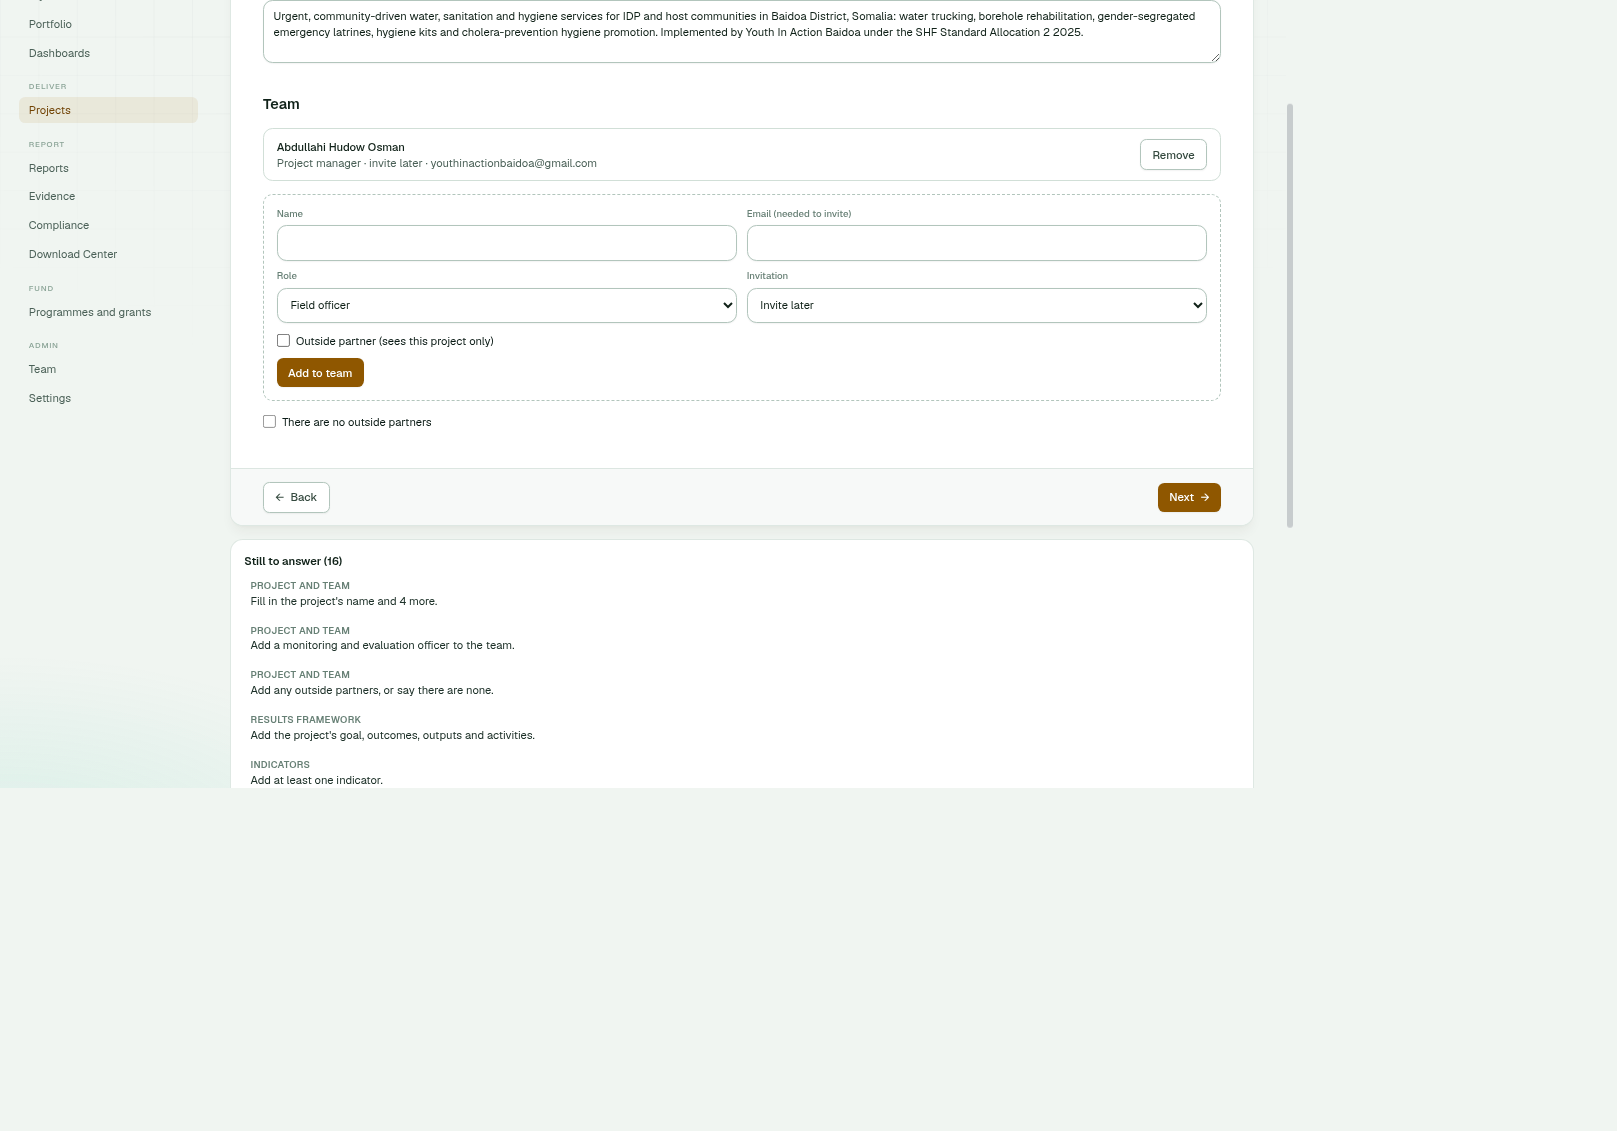 Portfolio
Dashboards
DELIVER
Projects
REPORT
Reports
Evidence
Compliance
Download Center
FUND
Programmes and grants
ADMIN
Team
Settings
Urgent, community-driven water, sanitation and hygiene services for IDP and host communities in Baidoa District, Somalia: water trucking, borehole rehabilitation, gender-segregated
emergency latrines, hygiene kits and cholera-prevention hygiene promotion. Implemented by Youth In Action Baidoa under the SHF Standard Allocation 2 2025.
Team
Abdullahi Hudow Osman
Project manager · invite later · youthinactionbaidoa@gmail.com
Remove
Name
Email (needed to invite)
Role
Invitation
Field officer
Invite later
Outside partner (sees this project only)
Add to team
There are no outside partners
← Back
Next →
Still to answer (16)
PROJECT AND TEAM
Fill in the project's name and 4 more.
PROJECT AND TEAM
Add a monitoring and evaluation officer to the team.
PROJECT AND TEAM
Add any outside partners, or say there are none.
RESULTS FRAMEWORK
Add the project's goal, outcomes, outputs and activities.
INDICATORS
Add at least one indicator.